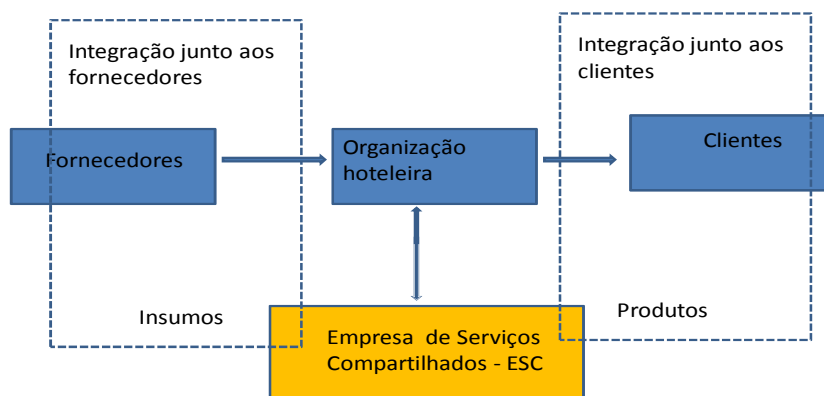 Integração junto aos
fornecedores
Integração junto aos
clientes
Fornecedores
Organização
hoteleira
Clientes
Insumos
Produtos
Empresa de Serviços
Compartilhados - ESC